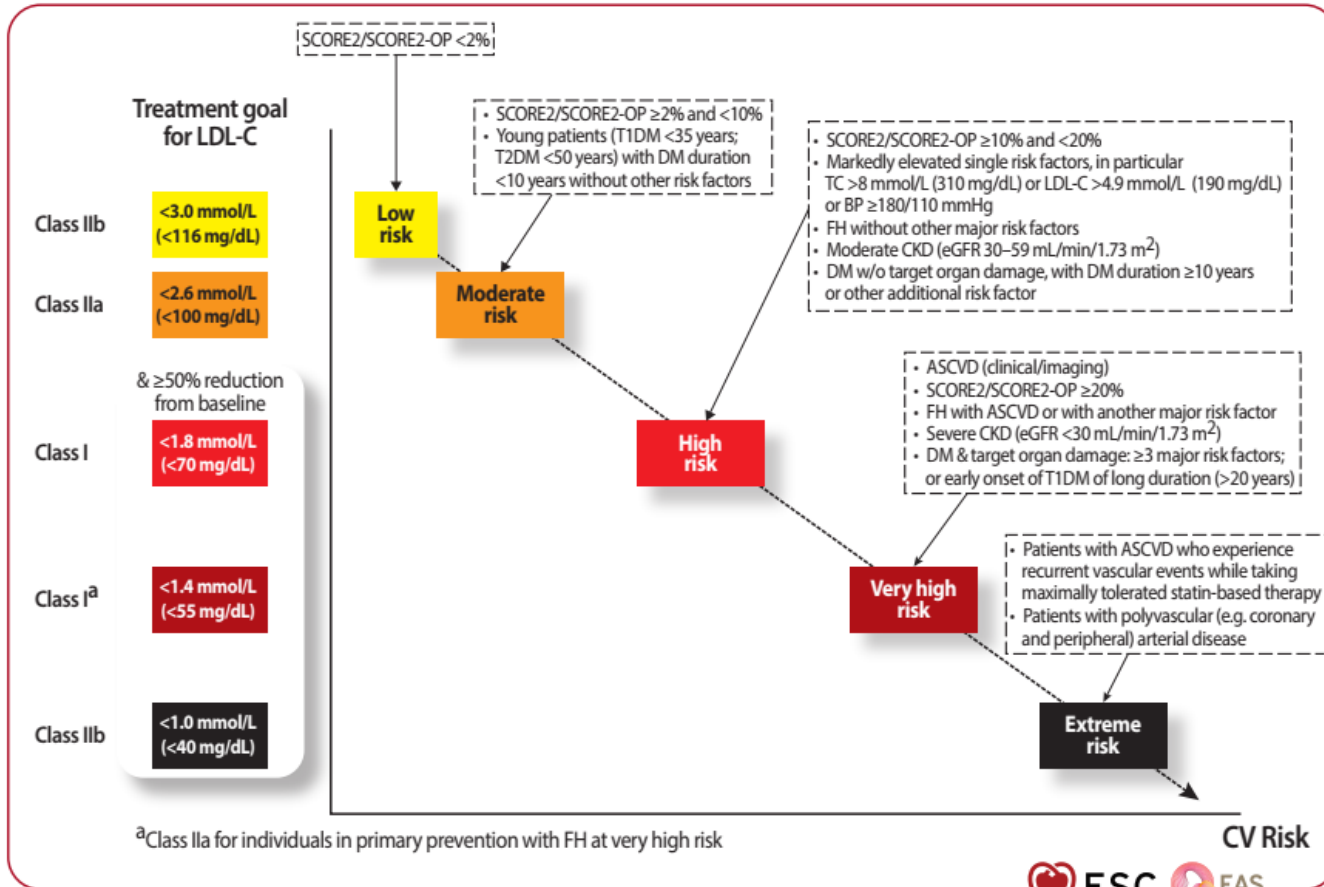 SCORE2/SCORE2-OP <2%
Treatment goal
for LDL-C
• SCORE2/SCORE2-OP ≥2% and <10%
• Young patients (T1DM <35 years;
T2DM <50 years) with DM duration
<10 years without other risk factors
• SCORE2/SCORE2-OP ≥10% and <20%
• Markedly elevated single risk factors, in particular
TC >8 mmol/L (310 mg/dL) or LDL-C >4.9 mmol/L (190 mg/dL)
or BP ≥180/110 mmHg
• FH without other major risk factors
• Moderate CKD (eGFR 30–59 mL/min/1.73 m²)
• DM w/o target organ damage, with DM duration ≥10 years
or other additional risk factor
Class IIb
<3.0 mmol/L
(<116 mg/dL)
Low
risk
Class IIa
<2.6 mmol/L
(<100 mg/dL)
Moderate
risk
& ≥50% reduction
from baseline
Class I
<1.8 mmol/L
(<70 mg/dL)
High
risk
• ASCVD (clinical/imaging)
• SCORE2/SCORE2-OP ≥20%
• FH with ASCVD or with another major risk factor
• Severe CKD (eGFR <30 mL/min/1.73 m²)
• DM & target organ damage: ≥3 major risk factors;
or early onset of T1DM of long duration (>20 years)
Class Iᵃ
<1.4 mmol/L
(<55 mg/dL)
Very high
risk
• Patients with ASCVD who experience
recurrent vascular events while taking
maximally tolerated statin-based therapy
• Patients with polyvascular (e.g. coronary
and peripheral) arterial disease
Class IIb
<1.0 mmol/L
(<40 mg/dL)
Extreme
risk
ᵃClass IIa for individuals in primary prevention with FH at very high risk
CV Risk
ESC EAS